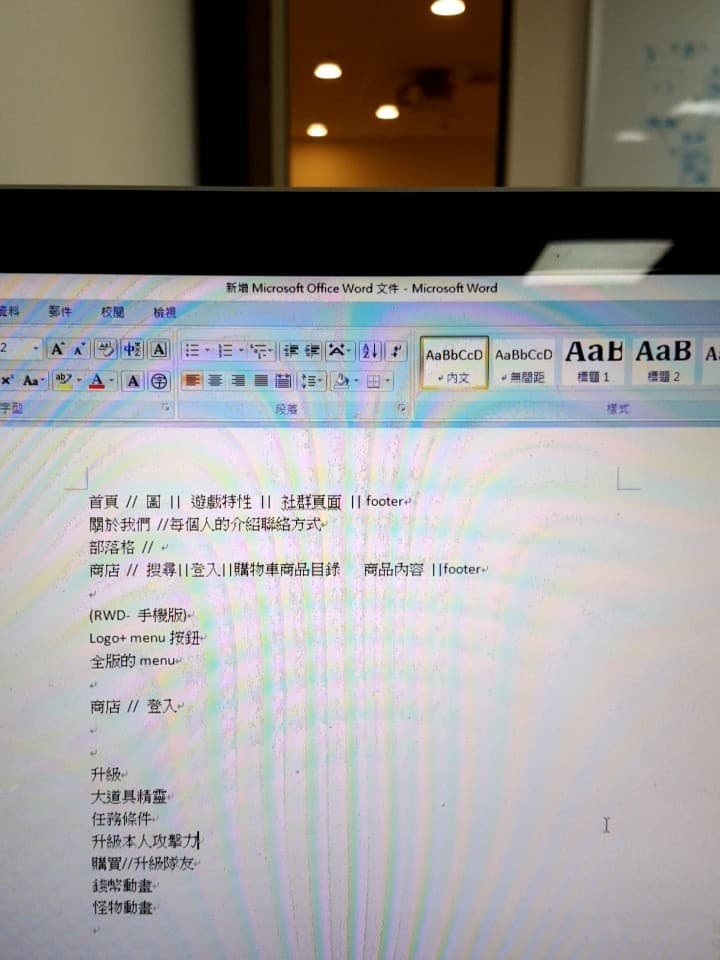 新增 Microsoft Office Word 文件 - Microsoft Word
資料 郵件 校閱 檢視
AaBbCcD AaBbCcD AaB AaB
內文 無間距 標題 1 標題 2
字型 段落 樣式
首頁 // 圖 || 遊戲特性 || 社群頁面 || footer
關於我們 //每個人的介紹聯絡方式
部落格 //
商店 // 搜尋||登入||購物車商品目錄 商品內容 ||footer
(RWD- 手機版)
Logo+ menu 按鈕
全版的 menu
商店 // 登入
升級
大道具精靈
任務條件
升級本人攻擊力
購買//升級隊友
錢幣動畫
怪物動畫